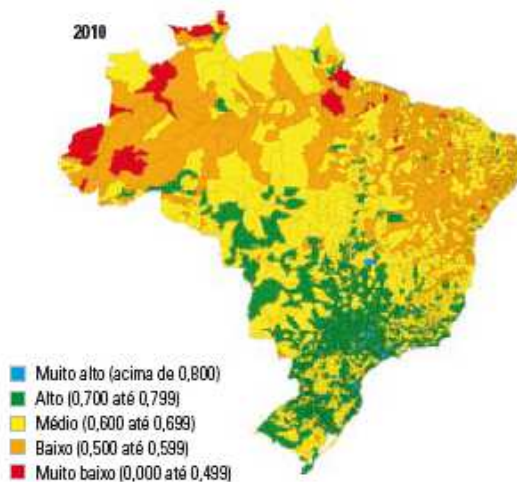 2010
Muito alto (acima de 0,800)
Alto (0,700 até 0,799)
Médio (0,600 até 0,699)
Baixo (0,500 até 0,599)
Muito baixo (0,000 até 0,499)